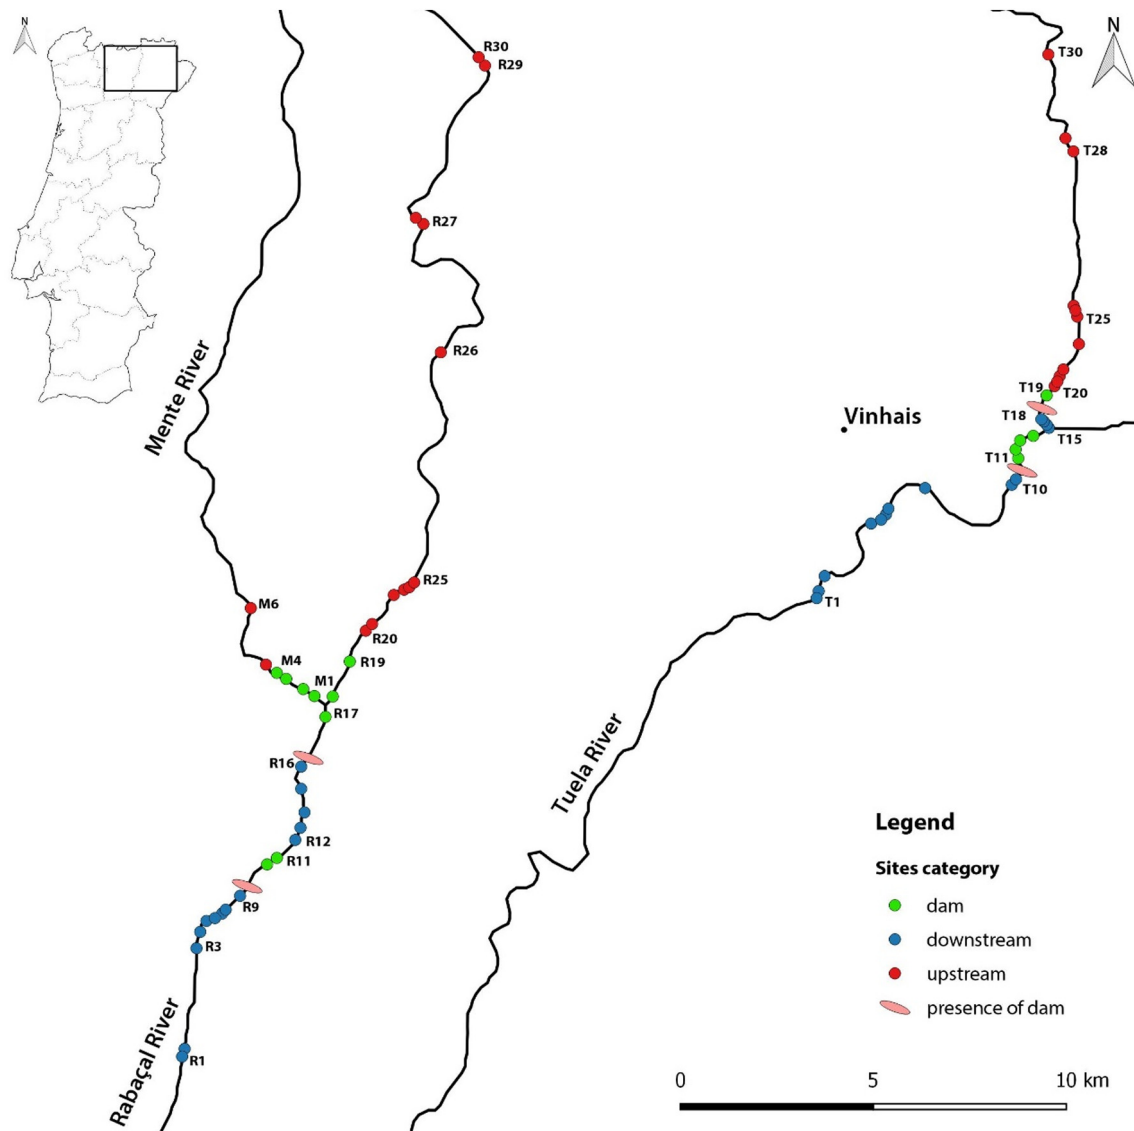 N
N
R30
R29
T30
T28
R27
T25
R26
Mente River
T19
T20
Vinhais
T18
T15
T11
T10
R25
M6
T1
R20
M4
R19
M1
R17
Tuela River
R16
Legend
R12
Sites category
R11
dam
R9
downstream
R3
upstream
presence of dam
Rabaçal River
R1
0 5 10 km